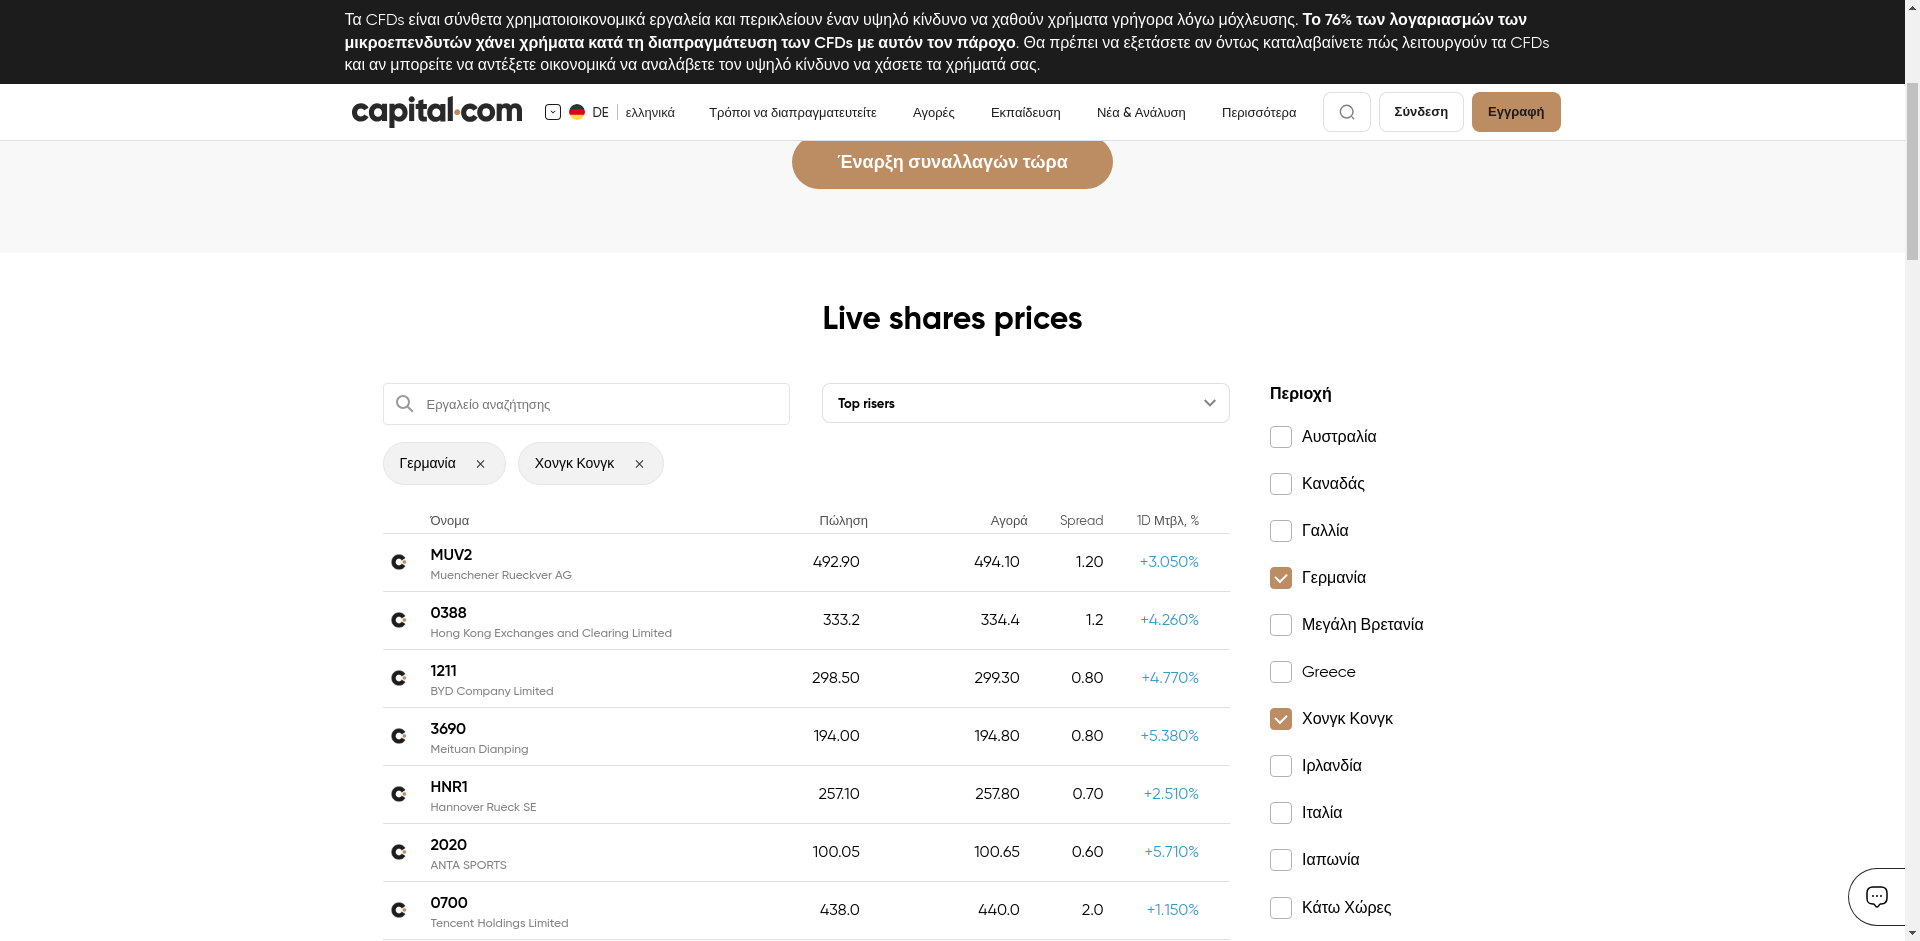 Τα CFDs είναι σύνθετα χρηματοιοικονομικά εργαλεία και περικλείουν έναν υψηλό κίνδυνο να χαθούν χρήματα γρήγορα λόγω μόχλευσης. Το 76% των λογαριασμών των
μικροεπενδυτών χάνει χρήματα κατά τη διαπραγμάτευση των CFDs με αυτόν τον πάροχο. Θα πρέπει να εξετάσετε αν όντως καταλαβαίνετε πώς λειτουργούν τα CFDs
και αν μπορείτε να αντέξετε οικονομικά να αναλάβετε τον υψηλό κίνδυνο να χάσετε τα χρήματά σας.
capital.com DE ελληνικά Τρόποι να διαπραγματευτείτε Αγορές Εκπαίδευση Νέα & Ανάλυση Περισσότερα Σύνδεση Εγγραφή
Έναρξη συναλλαγών τώρα
Live shares prices
Εργαλείο αναζήτησης Top risers
Γερμανία Χονγκ Κονγκ
Όνομα Πώληση Αγορά Spread 1D Μτβλ, %
MUV2 492.90 494.10 1.20 +3.050%
Muenchener Rueckver AG
0388 333.2 334.4 1.2 +4.260%
Hong Kong Exchanges and Clearing Limited
1211 298.50 299.30 0.80 +4.770%
BYD Company Limited
3690 194.00 194.80 0.80 +5.380%
Meituan Dianping
HNR1 257.10 257.80 0.70 +2.510%
Hannover Rueck SE
2020 100.05 100.65 0.60 +5.710%
ANTA SPORTS
0700 438.0 440.0 2.0 +1.150%
Tencent Holdings Limited
Περιοχή
Αυστραλία
Καναδάς
Γαλλία
Γερμανία
Μεγάλη Βρετανία
Greece
Χονγκ Κονγκ
Ιρλανδία
Ιταλία
Ιαπωνία
Κάτω Χώρες